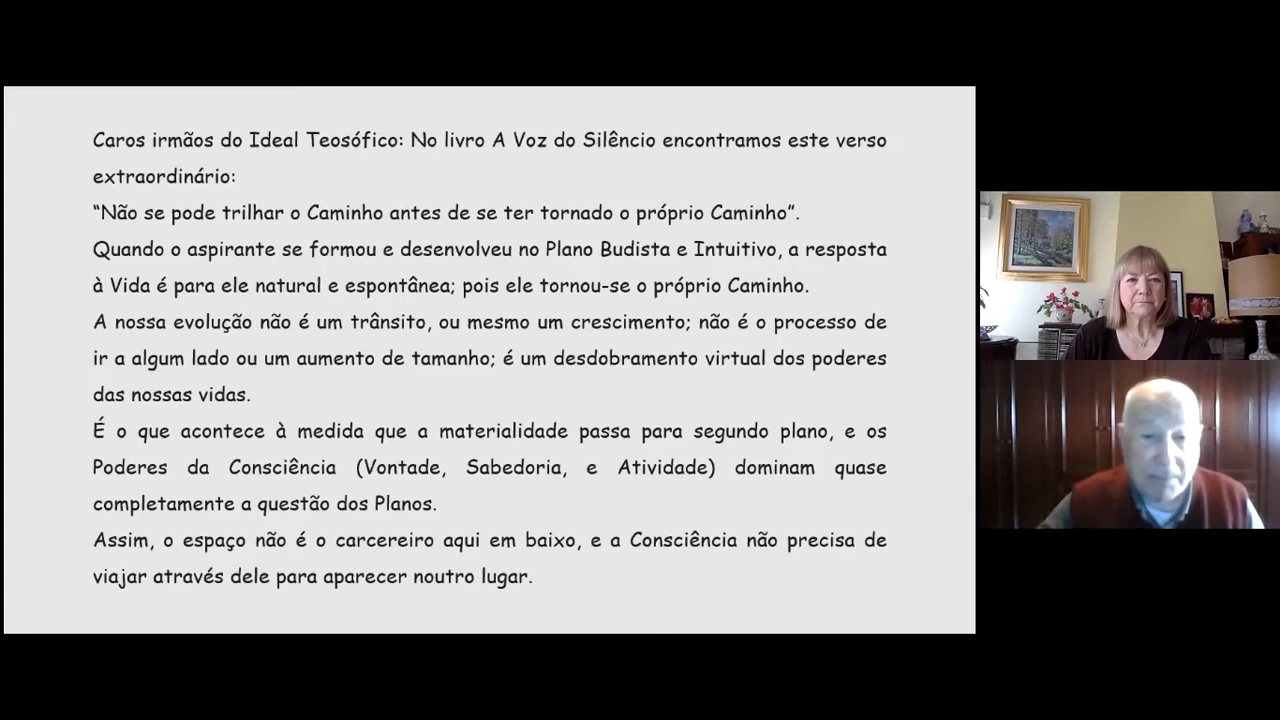 Caros irmãos do Ideal Teosófico: No livro A Voz do Silêncio encontramos este verso
extraordinário:
“Não se pode trilhar o Caminho antes de se ter tornado o próprio Caminho”.
Quando o aspirante se formou e desenvolveu no Plano Budista e Intuitivo, a resposta
à Vida é para ele natural e espontânea; pois ele tornou-se o próprio Caminho.
A nossa evolução não é um trânsito, ou mesmo um crescimento; não é o processo de
ir a algum lado ou um aumento de tamanho; é um desdobramento virtual dos poderes
das nossas vidas.
É o que acontece à medida que a materialidade passa para segundo plano, e os
Poderes da Consciência (Vontade, Sabedoria, e Atividade) dominam quase
completamente a questão dos Planos.
Assim, o espaço não é o carcereiro aqui em baixo, e a Consciência não precisa de
viajar através dele para aparecer noutro lugar.